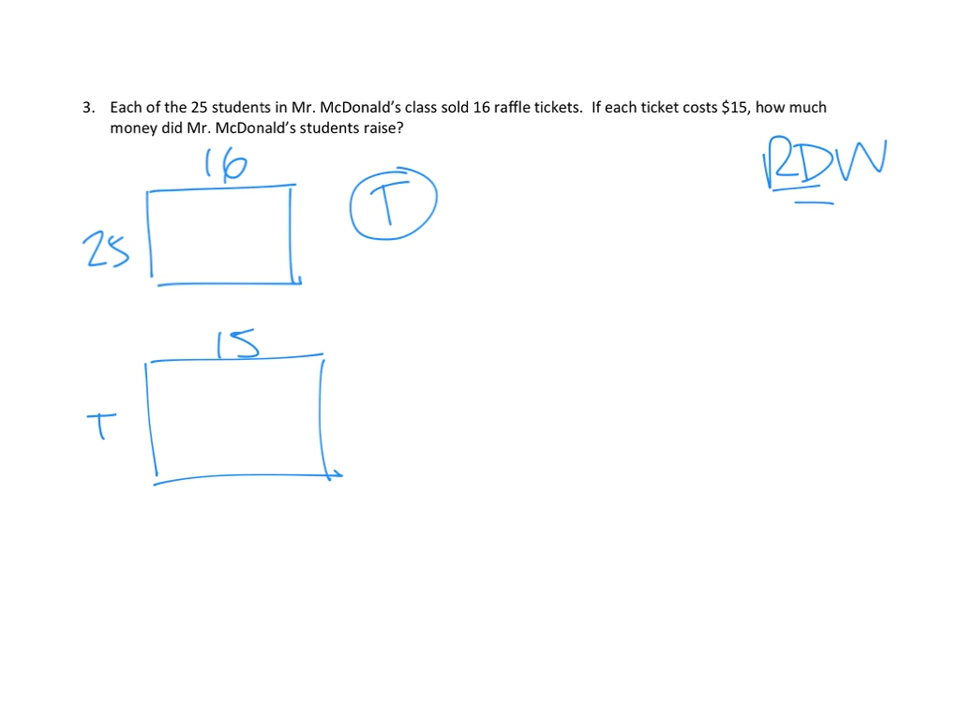 3. Each of the 25 students in Mr. McDonald's class sold 16 raffle tickets. If each ticket costs $15, how much
money did Mr. McDonald's students raise?
RDW
16
T
25
15
T